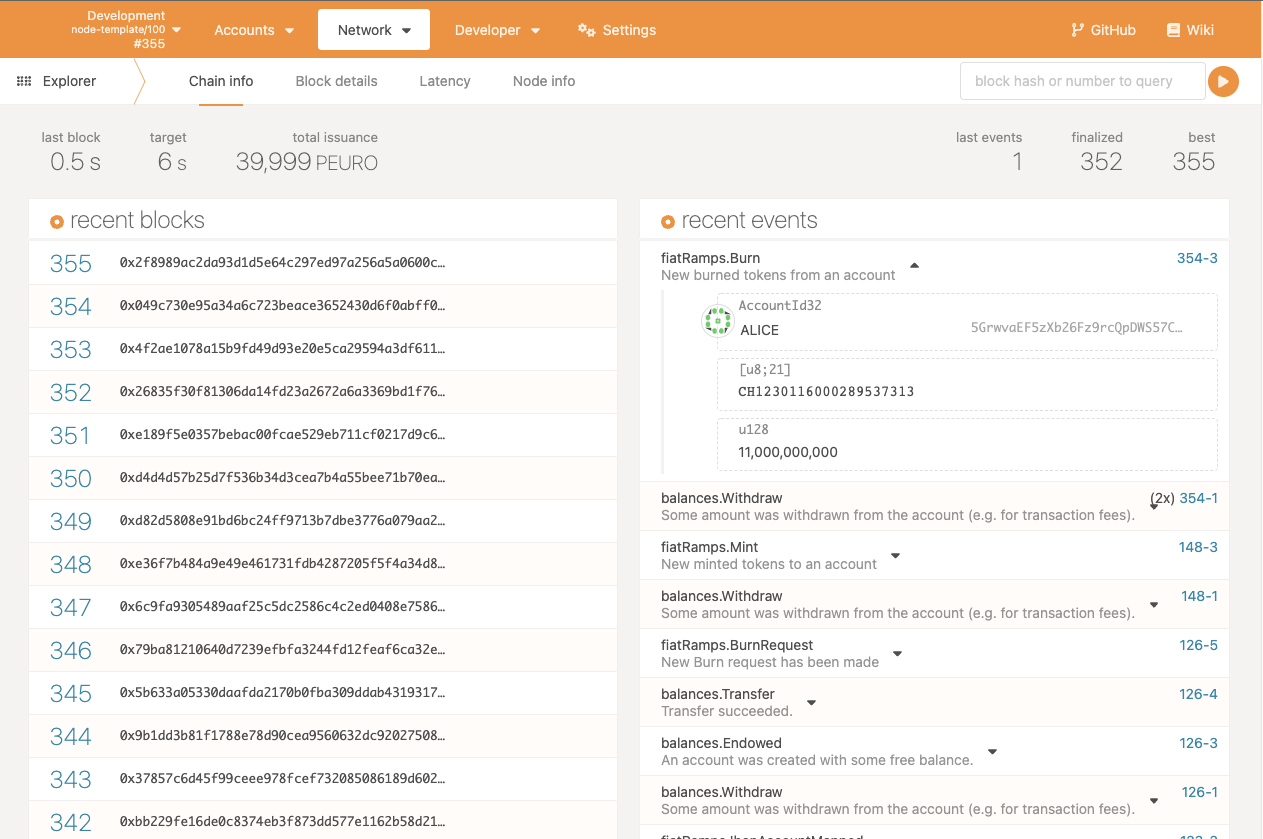 Development
node-template/100
#355
Accounts
Network
Developer
Settings
GitHub
Wiki
Explorer
Chain info
Block details
Latency
Node info
block hash or number to query
last block
0.5 s
target
6 s
total issuance
39,999 PEURO
last events
1
finalized
352
best
355
recent blocks
355 0x2f8989ac2da93d1d5e64c297ed97a256a5a0600c…
354 0x049c730e95a34a6c723beace3652430d6f0abff0…
353 0x4f2ae1078a15b9fd49d93e20e5ca29594a3df611…
352 0x26835f30f81306da14fd23a2672a6a3369bd1f76…
351 0xe189f5e0357bebac00fcae529eb711cf0217d9c6…
350 0xd4d4d57b25d7f536b34d3cea7b4a55bee71b70ea…
349 0xd82d5808e91bd6bc24ff9713b7dbe3776a079aa2…
348 0xe36f7b484a9e49e461731fdb4287205f5f4a34d8…
347 0x6c9fa9305489aaf25c5dc2586c4c2ed0408e7586…
346 0x79ba81210640d7239efbfa3244fd12feaf6ca32e…
345 0x5b633a05330daafda2170b0fba309ddab4319317…
344 0x9b1dd3b81f1788e78d90cea9560632dc92027508…
343 0x37857c6d45f99ceee978fcef732085086189d602…
342 0xbb229fe16de0c8374eb3f873dd577e1162b58d21…
recent events
fiatRamps.Burn 354-3
New burned tokens from an account
AccountId32
ALICE 5GrwvaEF5zXb26Fz9rcQpDWS57C…
[u8;21]
CH1230116000289537313
u128
11,000,000,000
balances.Withdraw (2x) 354-1
Some amount was withdrawn from the account (e.g. for transaction fees).
fiatRamps.Mint 148-3
New minted tokens to an account
balances.Withdraw 148-1
Some amount was withdrawn from the account (e.g. for transaction fees).
fiatRamps.BurnRequest 126-5
New Burn request has been made
balances.Transfer 126-4
Transfer succeeded.
balances.Endowed 126-3
An account was created with some free balance.
balances.Withdraw 126-1
Some amount was withdrawn from the account (e.g. for transaction fees).